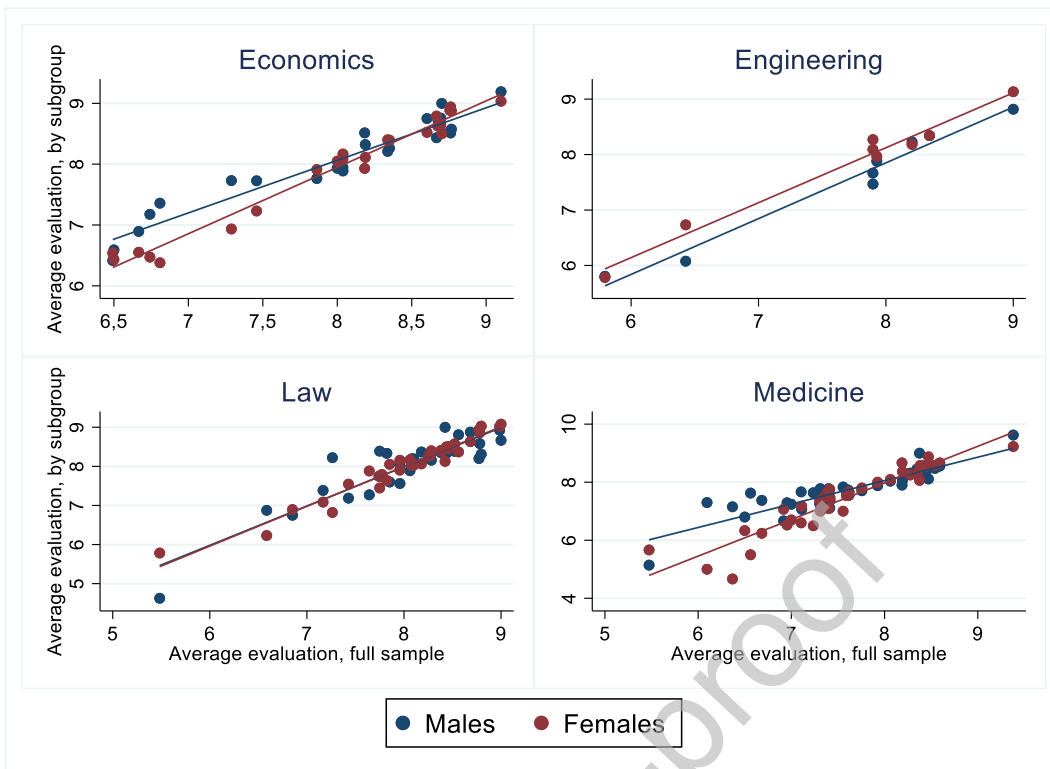 Economics
Average evaluation, by subgroup
9
8
7
6
6,5 7 7,5 8 8,5 9
Engineering
9
8
7
6
6 7 8 9
Law
Average evaluation, by subgroup
9
8
7
6
5
5 6 7 8 9
Average evaluation, full sample
Medicine
10
8
6
4
5 6 7 8 9
Average evaluation, full sample
Males Females
proof